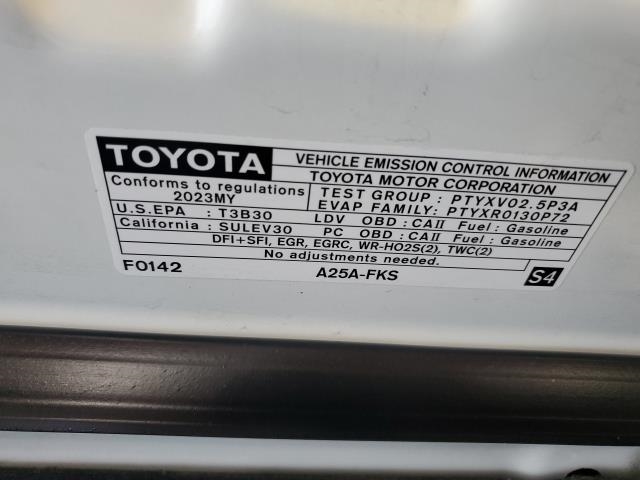 TOYOTA
VEHICLE EMISSION CONTROL INFORMATION
TOYOTA MOTOR CORPORATION
Conforms to regulations
2023MY
TEST GROUP : PTYXV02.5P3A
EVAP FAMILY: PTYXR0130P72
U.S.EPA : T3B30 LDV OBD : CAII Fuel : Gasoline
California : SULEV30 PC OBD : CAII Fuel : Gasoline
DFI+SFI, EGR, EGRC, WR-HO2S(2), TWC(2)
No adjustments needed.
F0142 A25A-FKS S4